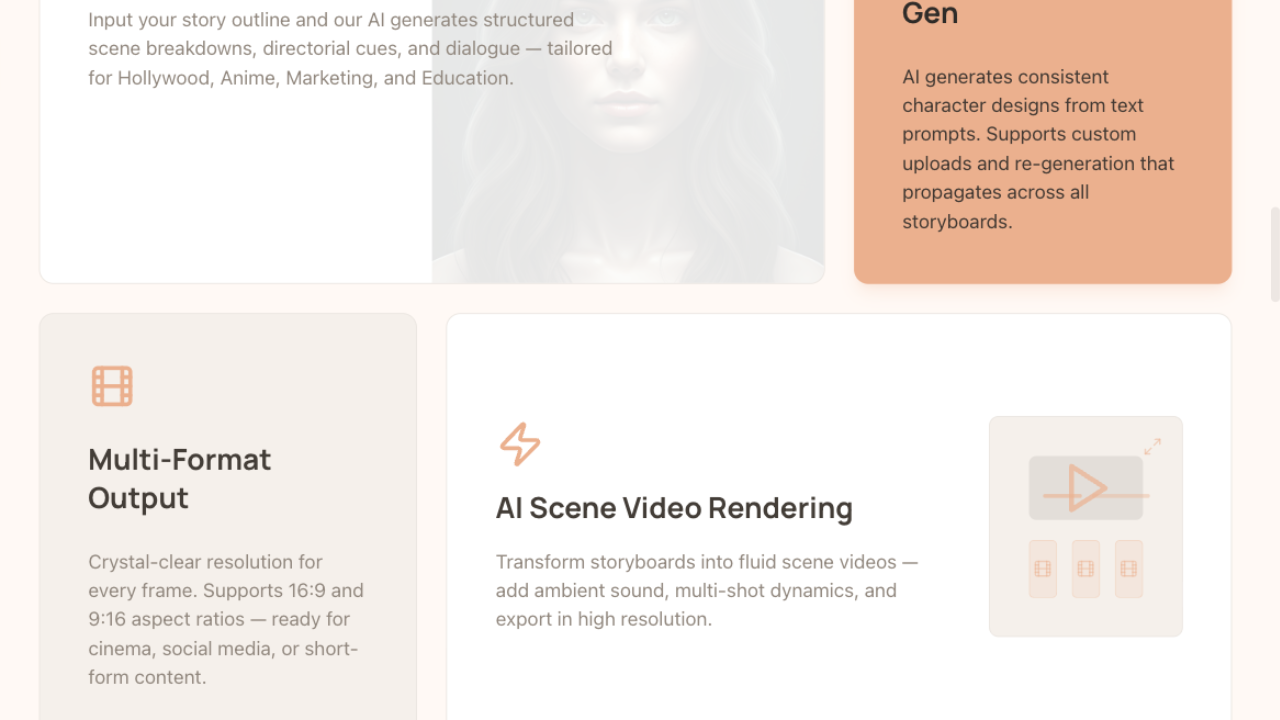 Input your story outline and our AI generates structured
scene breakdowns, directorial cues, and dialogue — tailored
for Hollywood, Anime, Marketing, and Education.
Gen
AI generates consistent
character designs from text
prompts. Supports custom
uploads and re-generation that
propagates across all
storyboards.
Multi-Format
Output
Crystal-clear resolution for
every frame. Supports 16:9 and
9:16 aspect ratios — ready for
cinema, social media, or short-
form content.
AI Scene Video Rendering
Transform storyboards into fluid scene videos —
add ambient sound, multi-shot dynamics, and
export in high resolution.